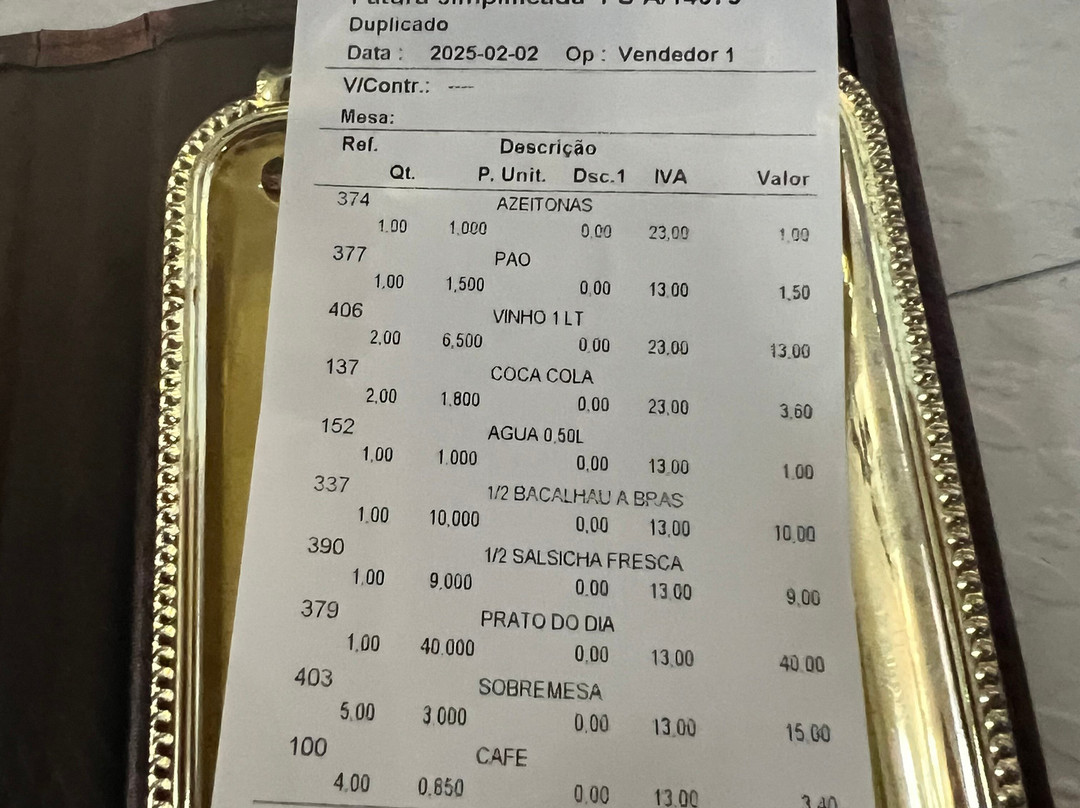 Duplicado
Data : 2025-02-02 Op : Vendedor 1
V/Contr.: ----
Mesa:
Ref. Descrição
Qt. P. Unit. Dsc.1 IVA Valor
374 AZEITONAS
1.00 1.000 0.00 23.00 1.00
377 PAO
1.00 1,500 0.00 13.00 1.50
406 VINHO 1 LT
2,00 6,500 0.00 23.00 13.00
137 COCA COLA
2.00 1.800 0.00 23.00 3.60
152 AGUA 0,50L
1.00 1.000 0.00 13.00 1.00
337 1/2 BACALHAU A BRAS
1.00 10,000 0.00 13.00 10.00
390 1/2 SALSICHA FRESCA
1.00 9.000 0.00 13.00 9.00
379 PRATO DO DIA
1.00 40.000 0.00 13.00 40.00
403 SOBREMESA
5.00 3.000 0.00 13.00 15.00
100 CAFE
4.00 0,850 0.00 13.00 3.40